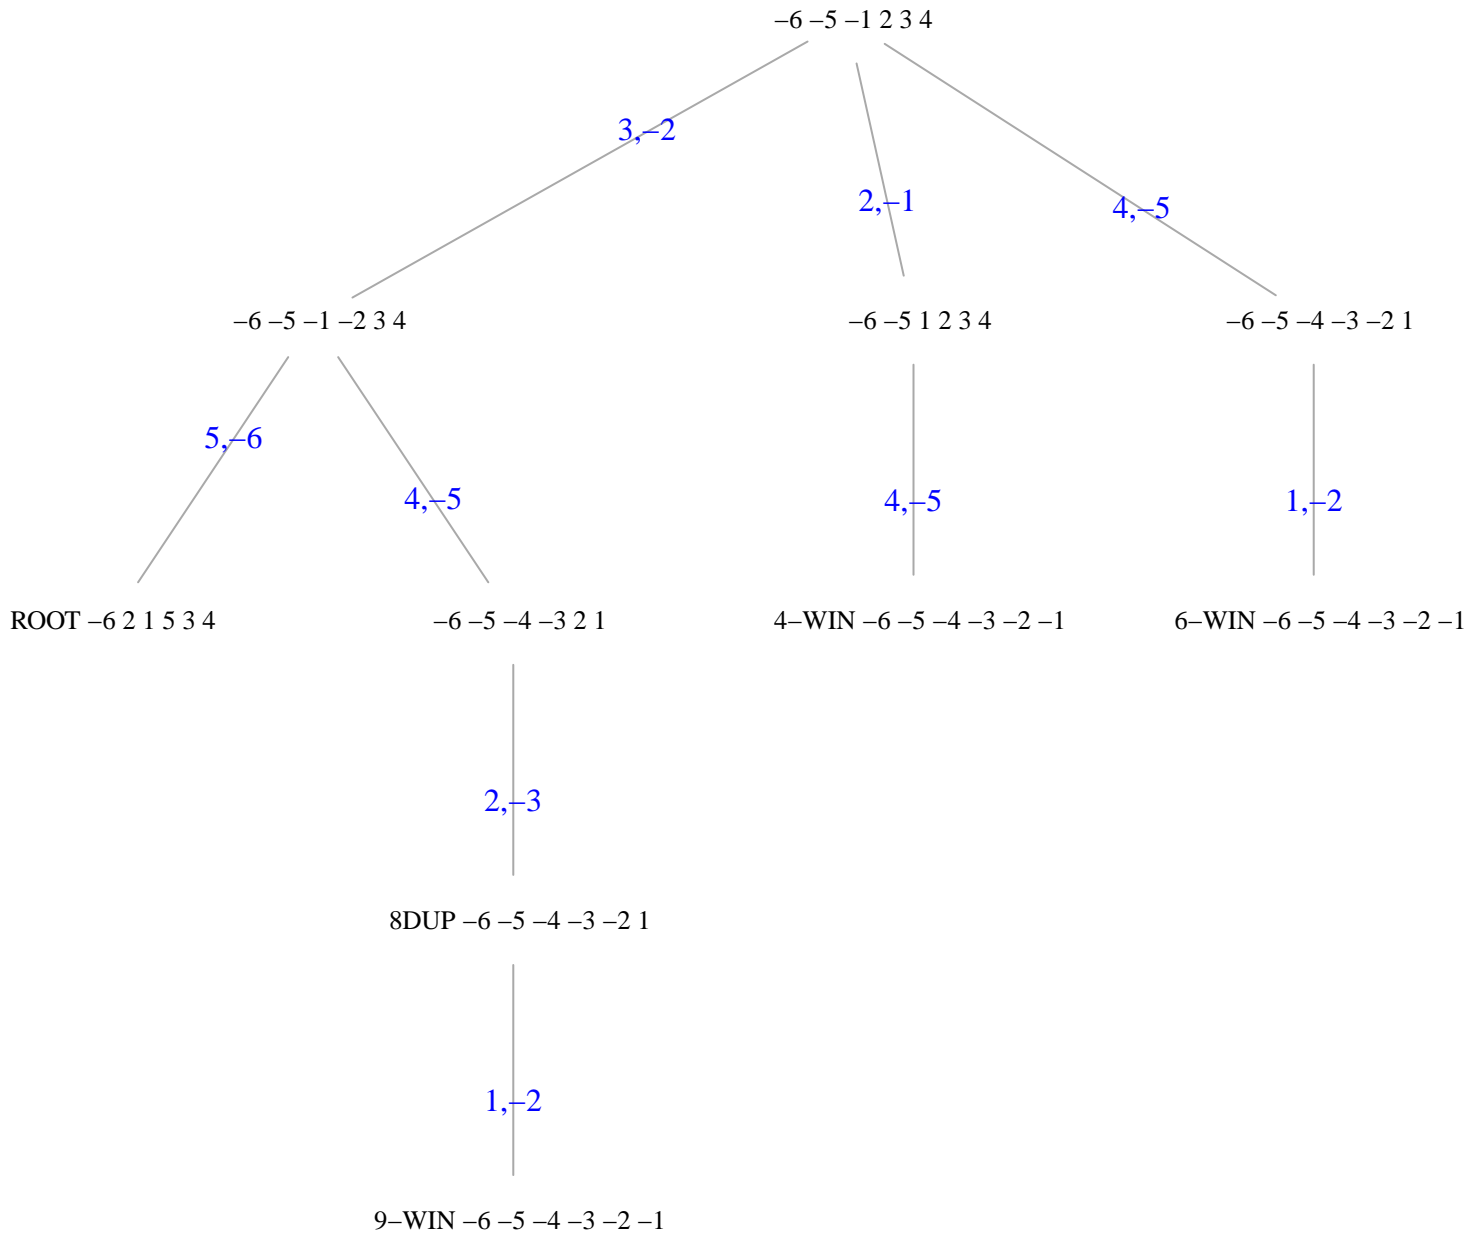 −6 −5 −1 2 3 4
3,−2
2,−1
4,−5
−6 −5 −1 −2 3 4
−6 −5 1 2 3 4
−6 −5 −4 −3 −2 1
5,−6
4,−5
4,−5
1,−2
ROOT −6 2 1 5 3 4
−6 −5 −4 −3 2 1
4−WIN −6 −5 −4 −3 −2 −1
6−WIN −6 −5 −4 −3 −2 −1
2,−3
8DUP −6 −5 −4 −3 −2 1
1,−2
9−WIN −6 −5 −4 −3 −2 −1